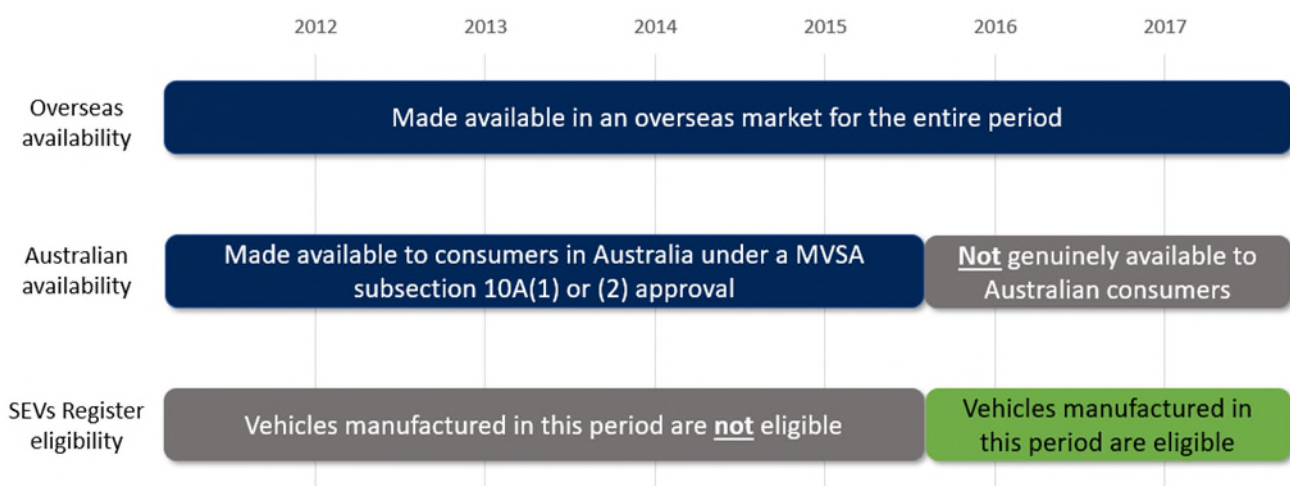 2012 2013 2014 2015 2016 2017
Overseas
availability
Made available in an overseas market for the entire period
Australian
availability
Made available to consumers in Australia under a MVSA
subsection 10A(1) or (2) approval
Not genuinely available to
Australian consumers
SEVs Register
eligibility
Vehicles manufactured in this period are not eligible
Vehicles manufactured in
this period are eligible